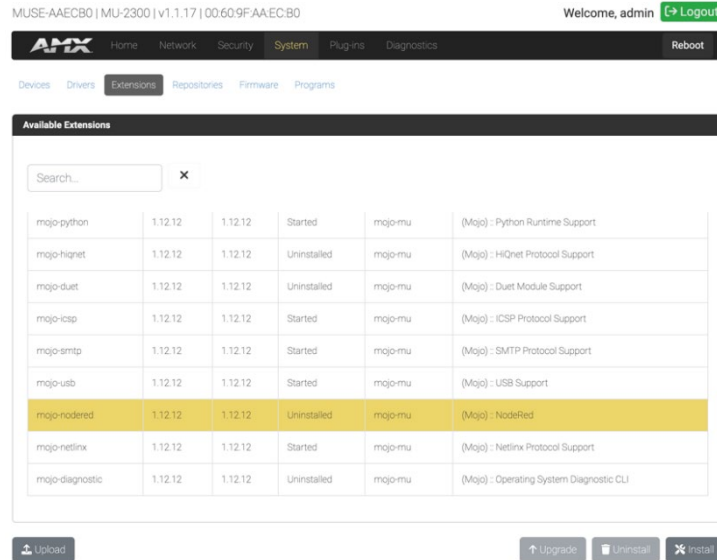 MUSE-AAECB0 | MU-2300 | v1.1.17 | 00:60:9F:AA:EC:B0 Welcome, admin Logout
AMX Home Network Security System Plug-ins Diagnostics Reboot
Devices Drivers Extensions Repositories Firmware Programs
Available Extensions
Search...
mojo-python 1.12.12 1.12.12 Started mojo-mu (Mojo) :: Python Runtime Support
mojo-hiqnet 1.12.12 1.12.12 Uninstalled mojo-mu (Mojo) :: HiQnet Protocol Support
mojo-duet 1.12.12 1.12.12 Uninstalled mojo-mu (Mojo) :: Duet Module Support
mojo-icsp 1.12.12 1.12.12 Started mojo-mu (Mojo) :: ICSP Protocol Support
mojo-smtp 1.12.12 1.12.12 Started mojo-mu (Mojo) :: SMTP Protocol Support
mojo-usb 1.12.12 1.12.12 Started mojo-mu (Mojo) :: USB Support
mojo-nodered 1.12.12 1.12.12 Uninstalled mojo-mu (Mojo) :: NodeRed
mojo-netlinx 1.12.12 1.12.12 Started mojo-mu (Mojo) :: Netlinx Protocol Support
mojo-diagnostic 1.12.12 1.12.12 Uninstalled mojo-mu (Mojo) :: Operating System Diagnostic CLI
Upload Upgrade Uninstall Install